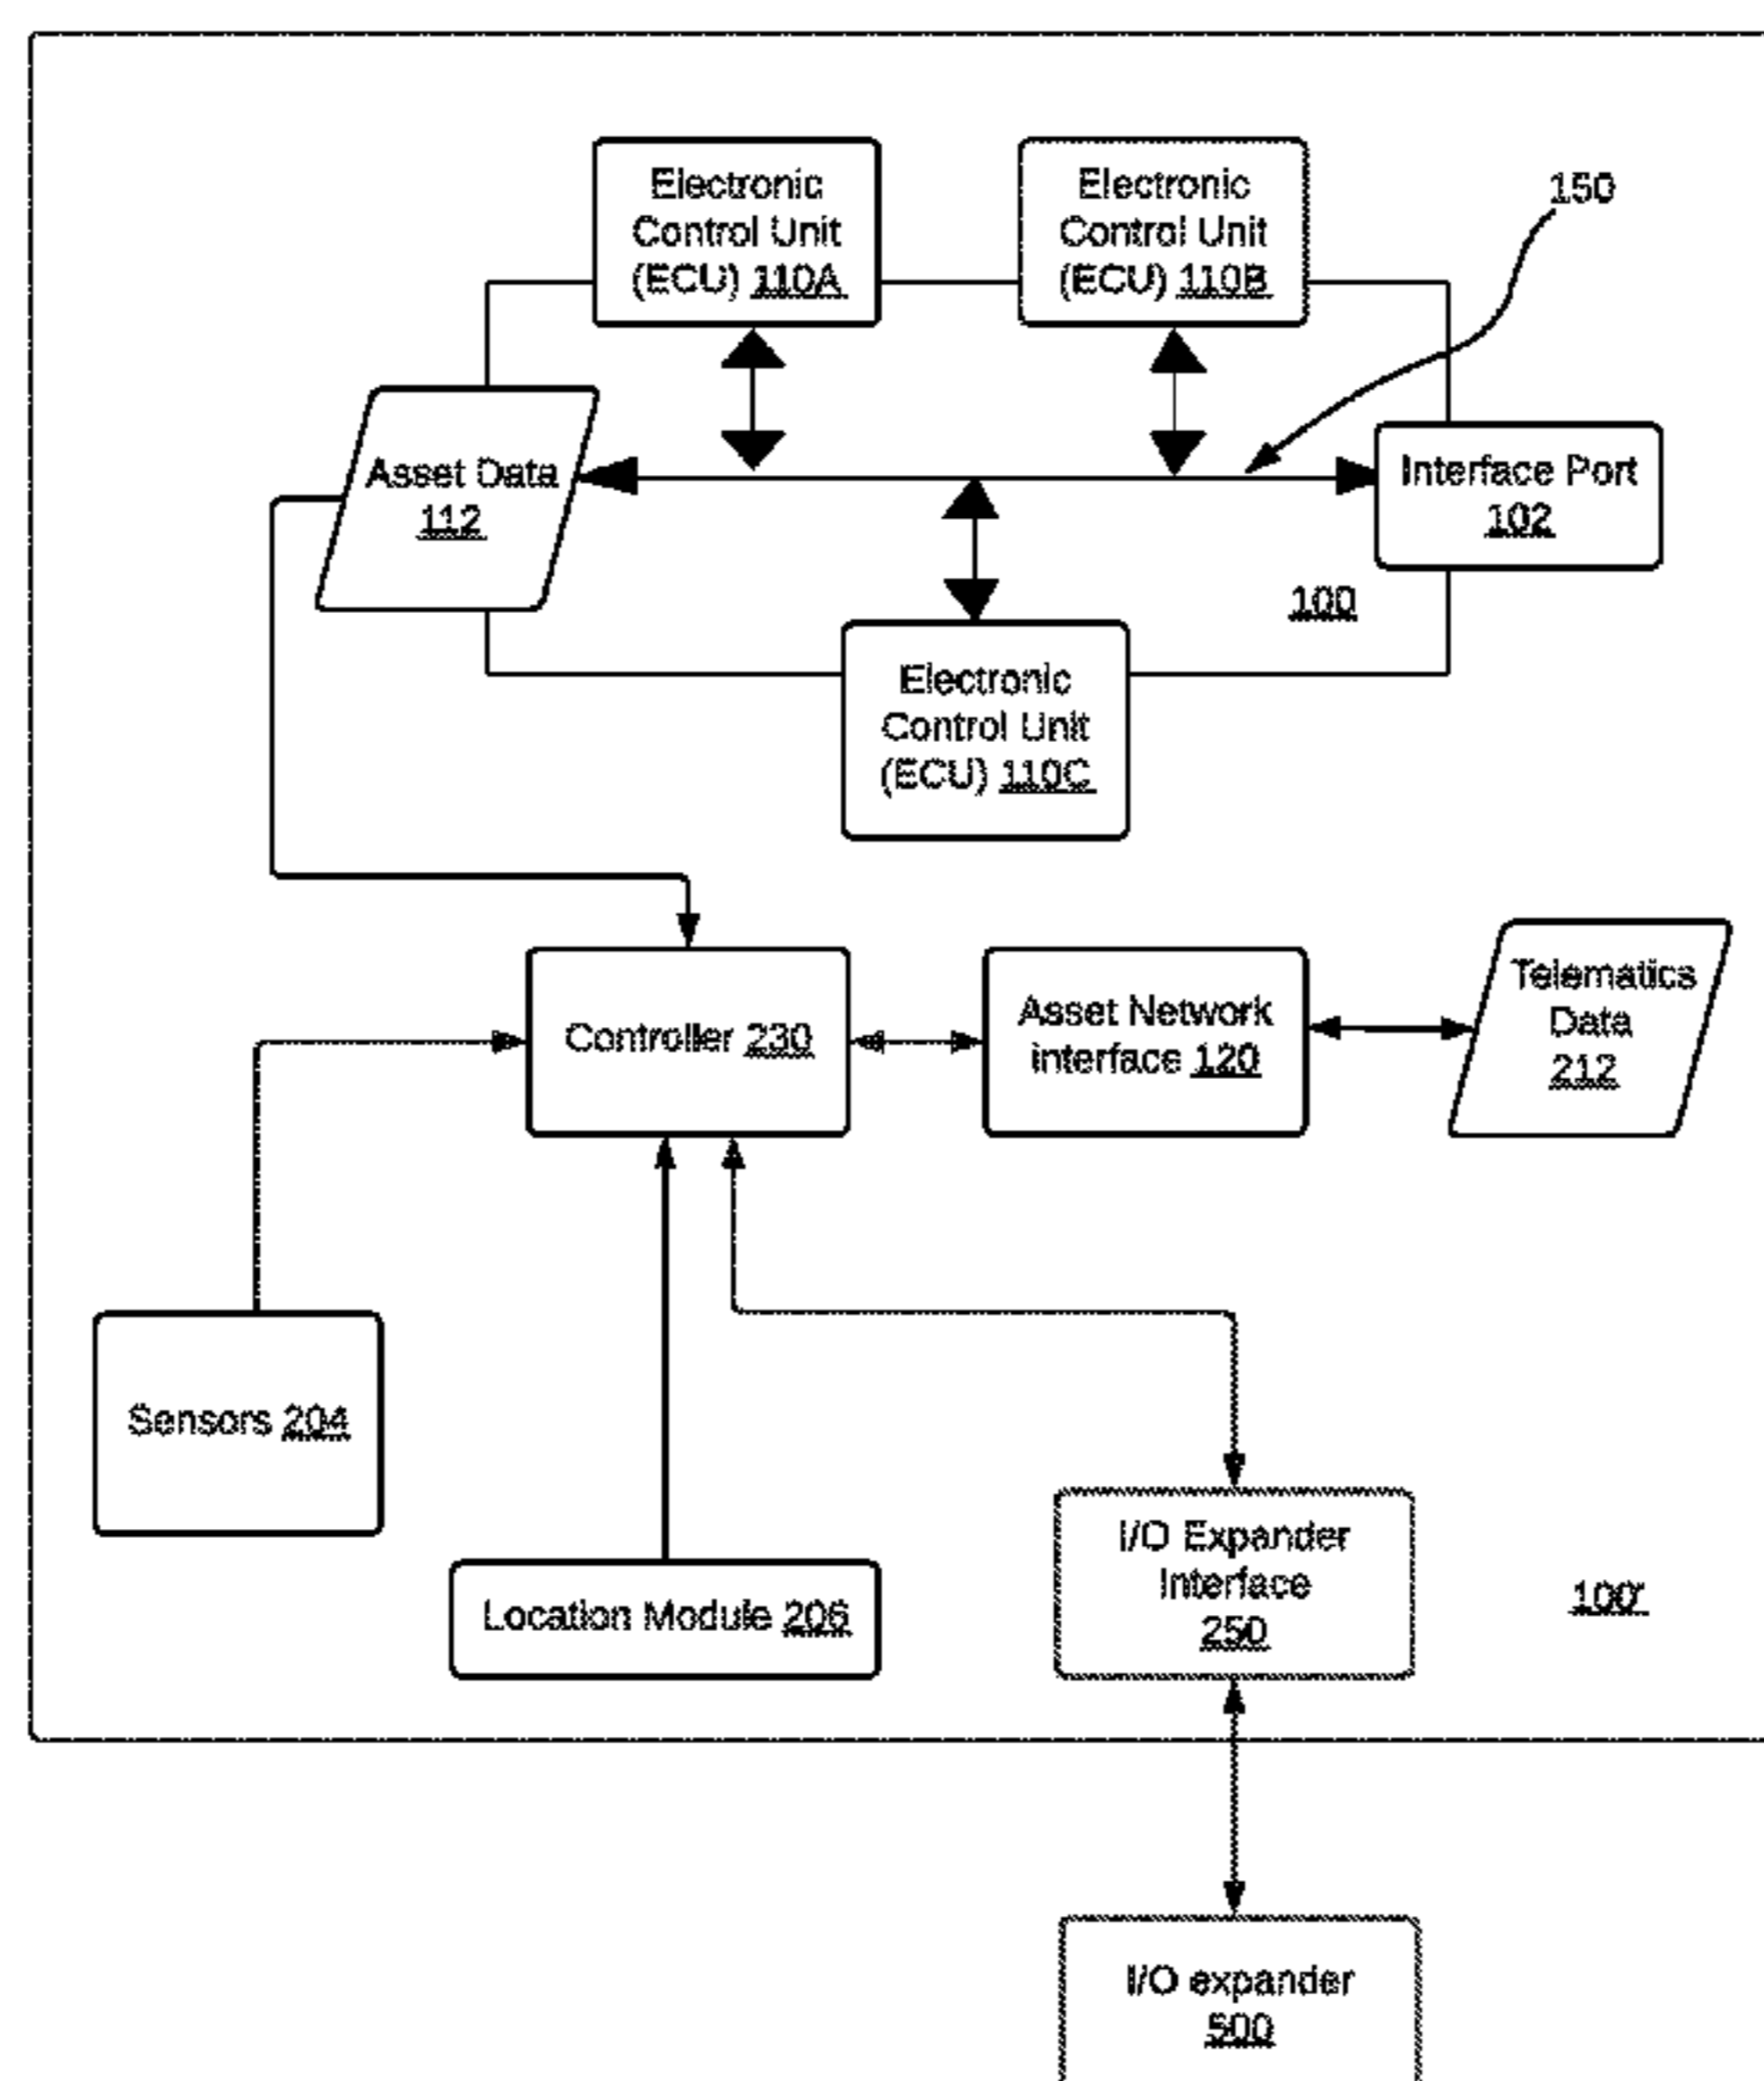 Electronic
Control Unit
(ECU) 110A
Electronic
Control Unit
(ECU) 110B
150
Asset Data
112
Interface Port
102
100
Electronic
Control Unit
(ECU) 110C
Controller 230
Asset Network
interface 120
Telematics
Data
212
Sensors 204
Location Module 206
I/O Expander
Interface
250
100'
I/O expander
500